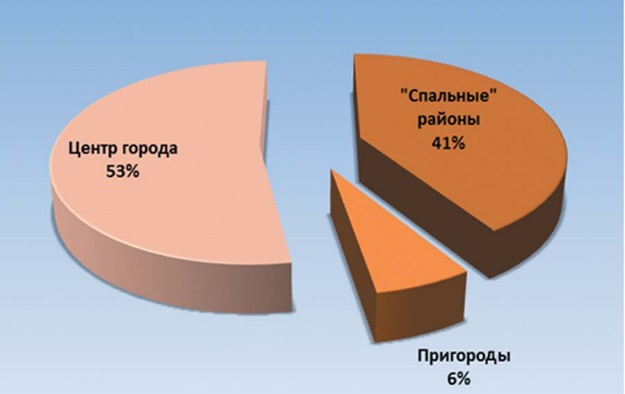 "Спальные"
районы
41%
Центр города
53%
Пригороды
6%